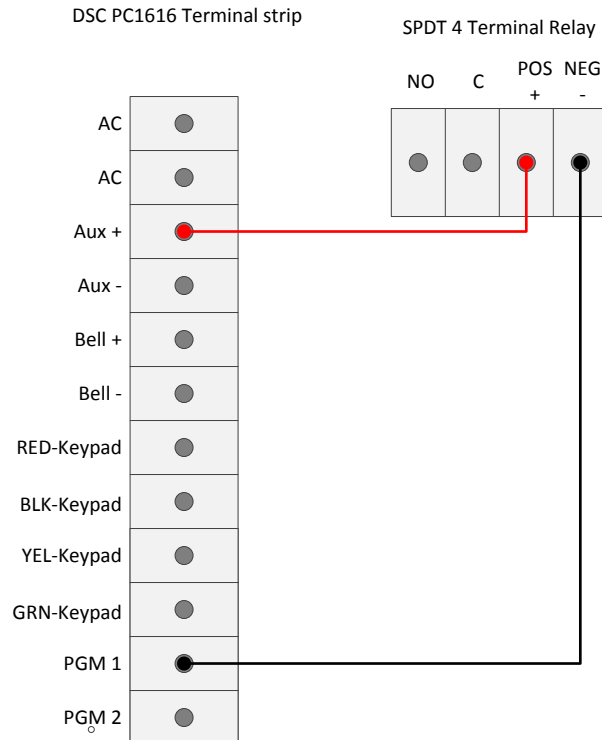 DSC PC1616 Terminal strip
SPDT 4 Terminal Relay
NO C POS NEG
+ -
AC
AC
Aux +
Aux -
Bell +
Bell -
RED-Keypad
BLK-Keypad
YEL-Keypad
GRN-Keypad
PGM 1
PGM 2